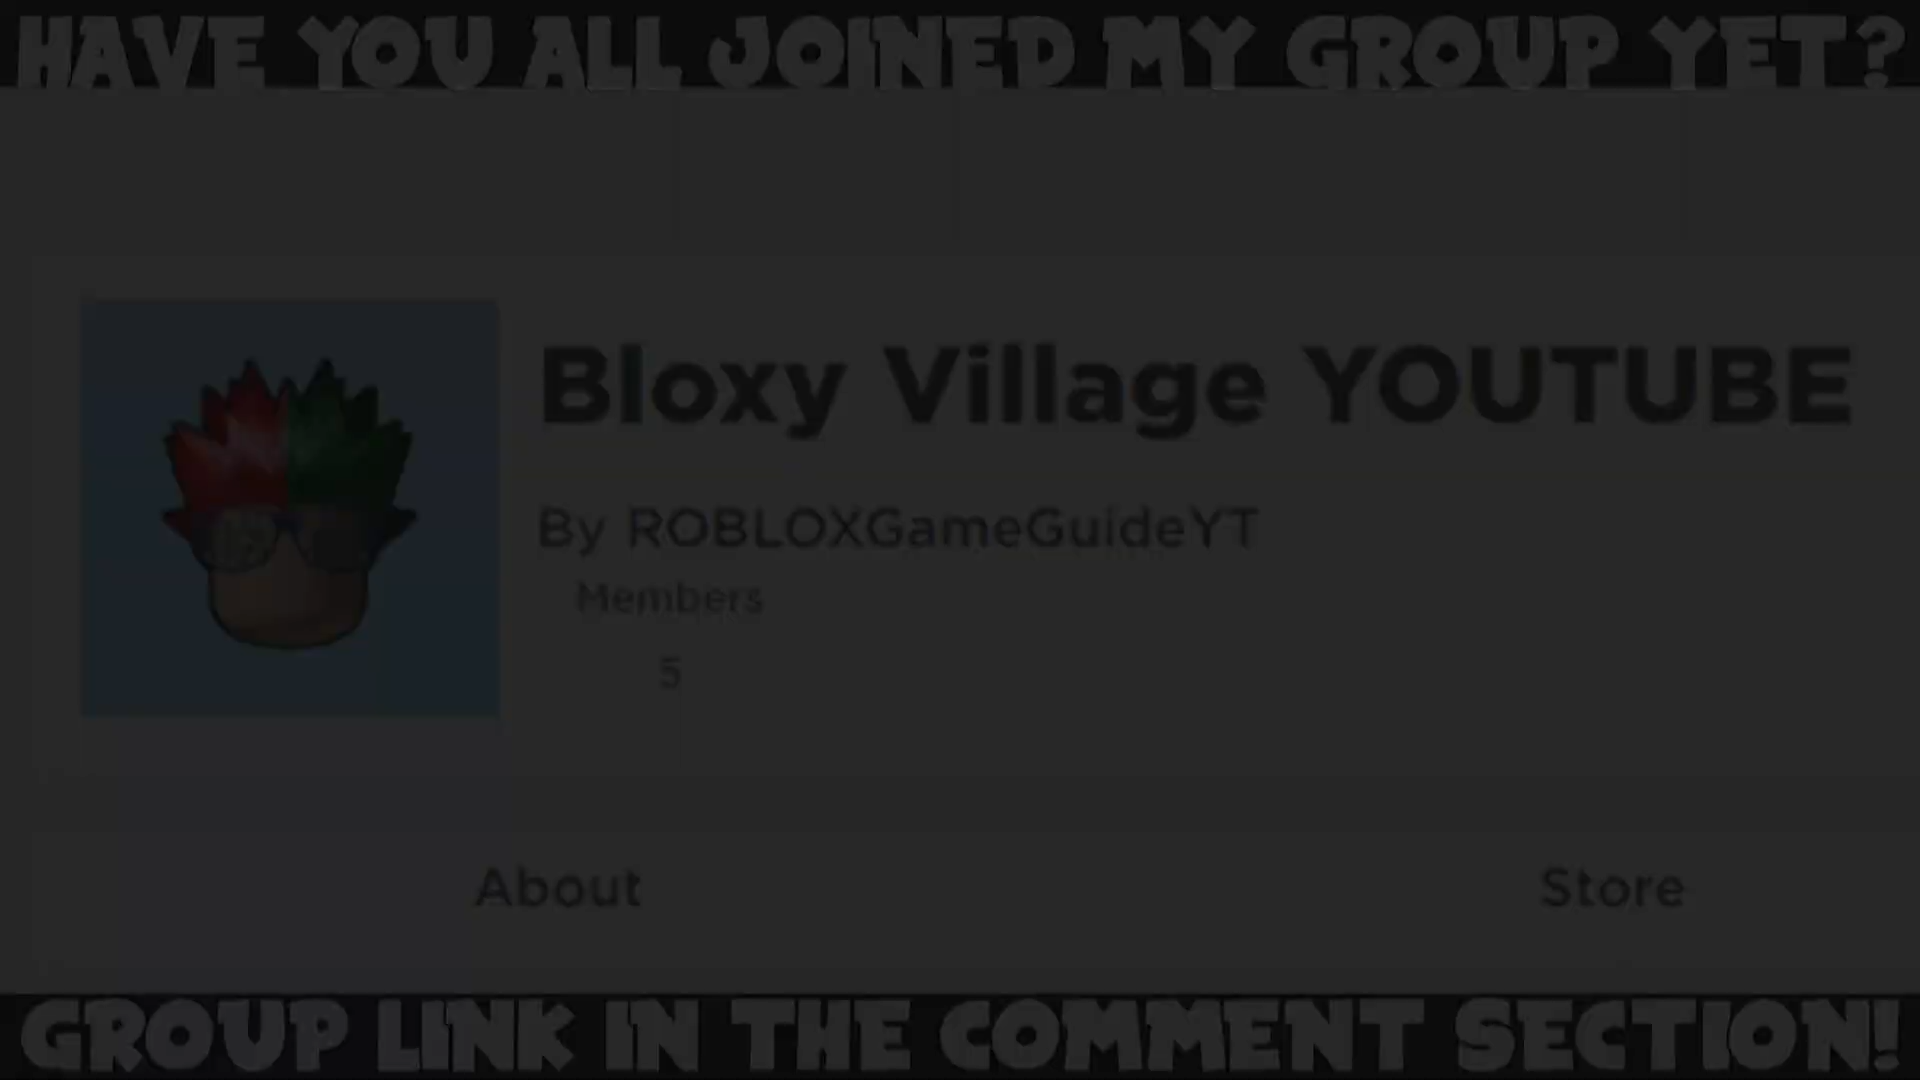 HAVE YOU ALL JOINED MY GROUP YET?
Bloxy Village YOUTUBE
By ROBLOXGameGuideYT
Members
5
About
Store
GROUP LINK IN THE COMMENT SECTION!